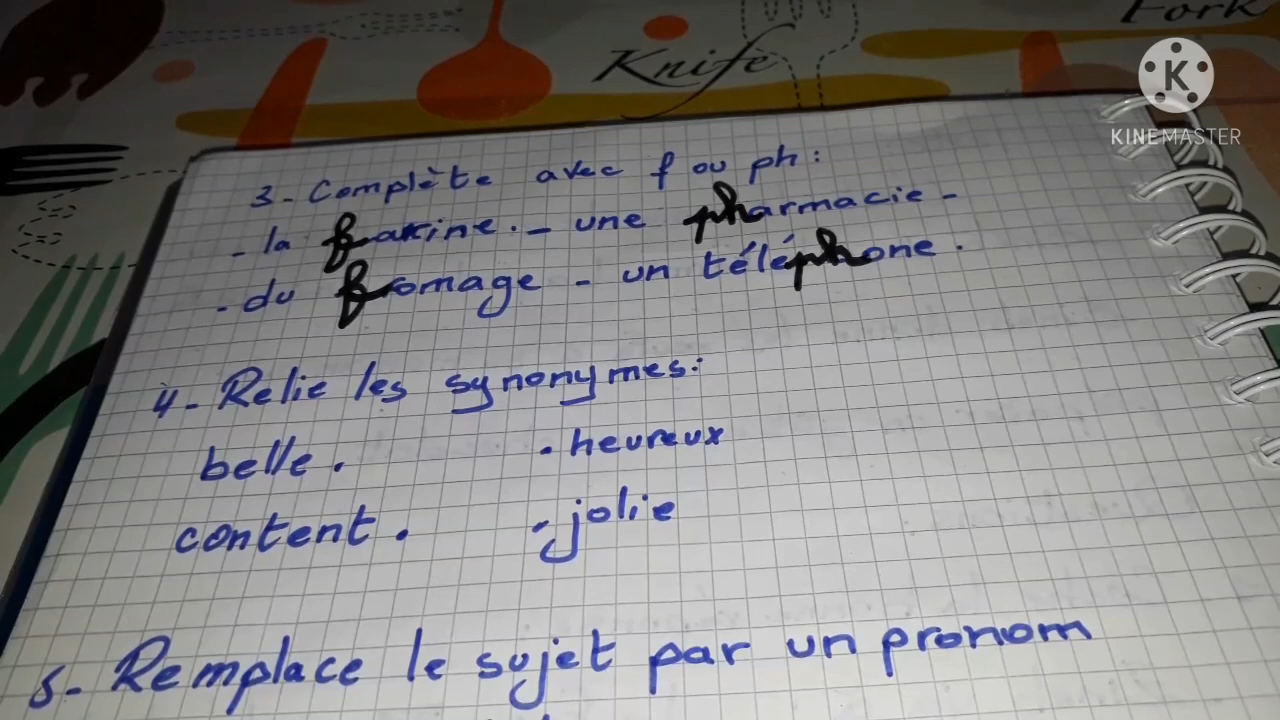 Knife
Fork
KINEMASTER
3- Complète avec f ou ph :
- la farine. - une pharmacie -
- du fromage - un téléphone.
4- Relie les synonymes:
belle. . heureux
content. . jolie
5- Remplace le sujet par un pronom